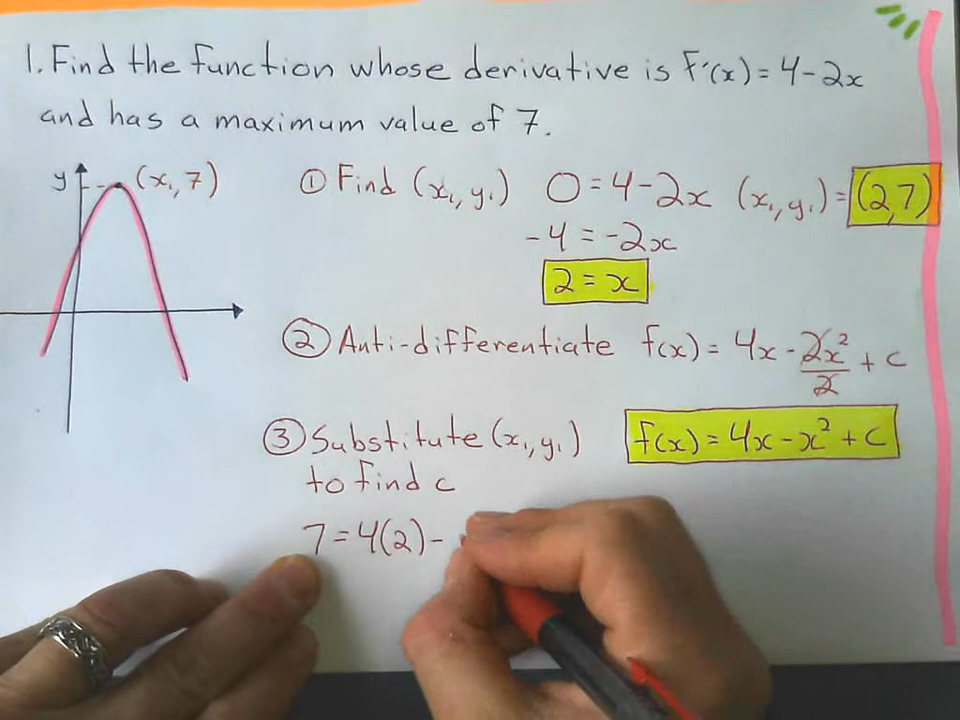 1. Find the function whose derivative is F'(x) = 4 - 2x
and has a maximum value of 7.
y (x, 7)
① Find (x₁, y₁) 0 = 4 - 2x (x₁, y₁) = (2,7)
-4 = -2x
2 = x
② Anti-differentiate f(x) = 4x - 2x²/2 + c
③ Substitute (x₁, y₁) f(x) = 4x - x² + c
to find c
7 = 4(2) -